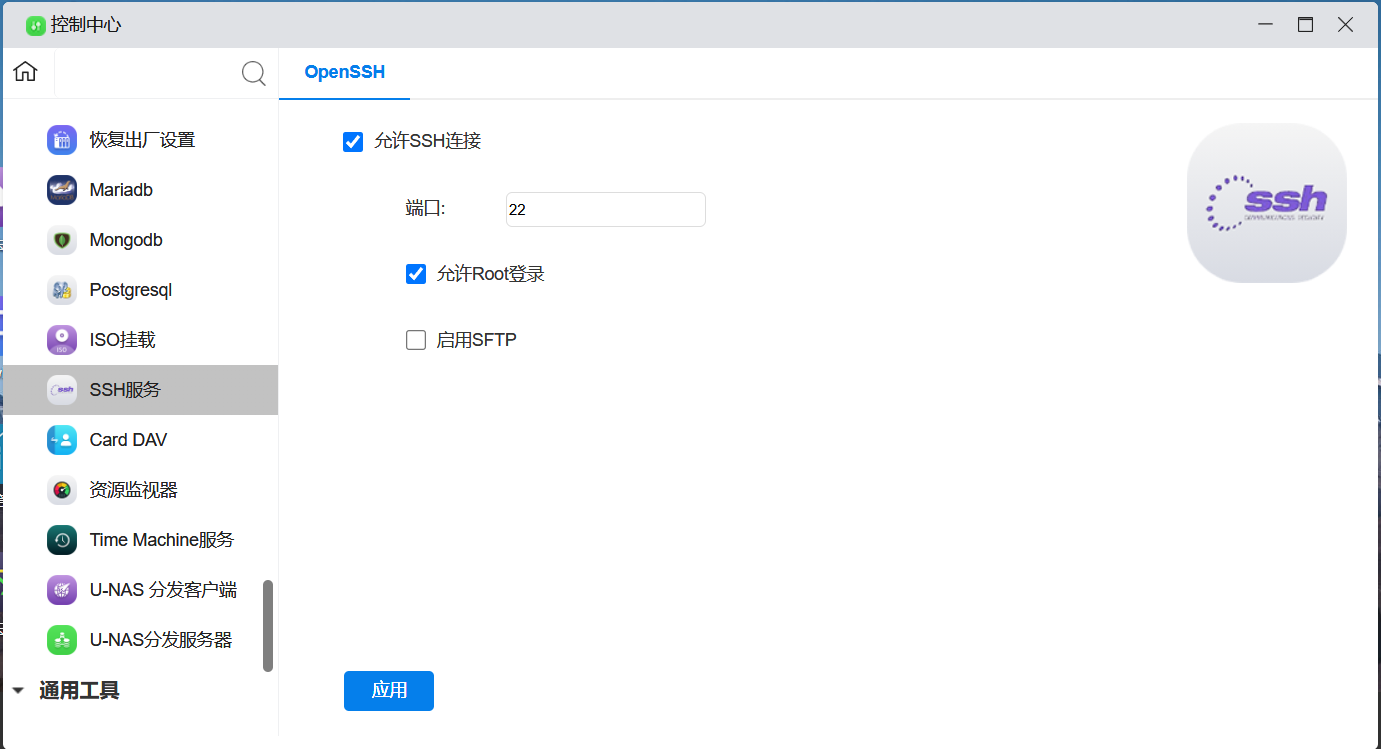 控制中心
OpenSSH
恢复出厂设置
Mariadb
Mongodb
Postgresql
ISO挂载
ISO
SSH服务
ssh
Card DAV
资源监视器
Time Machine服务
U-NAS 分发客户端
U-NAS分发服务器
通用工具
允许SSH连接
端口:
22
允许Root登录
启用SFTP
ssh
应用